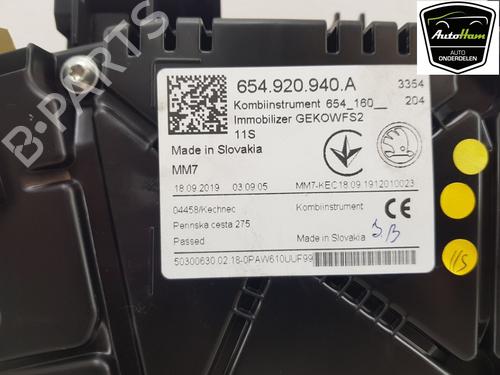 AutoHam
AUTO
ONDERDELEN
654.920.940.A
3354
Kombiinstrument 654_160__
204
Immobilizer GEKOWFS2
11S
Made in Slovakia
MM7
18.09.2019
03.09.05
MM7-KEC18.09.1912010023
04458/Kechnec
Kombiinstrument
CE
Perinska cesta 275
Passed
Made in Slovakia
50300630 02.18-0PAW610UUF99
11S
B-PARTS